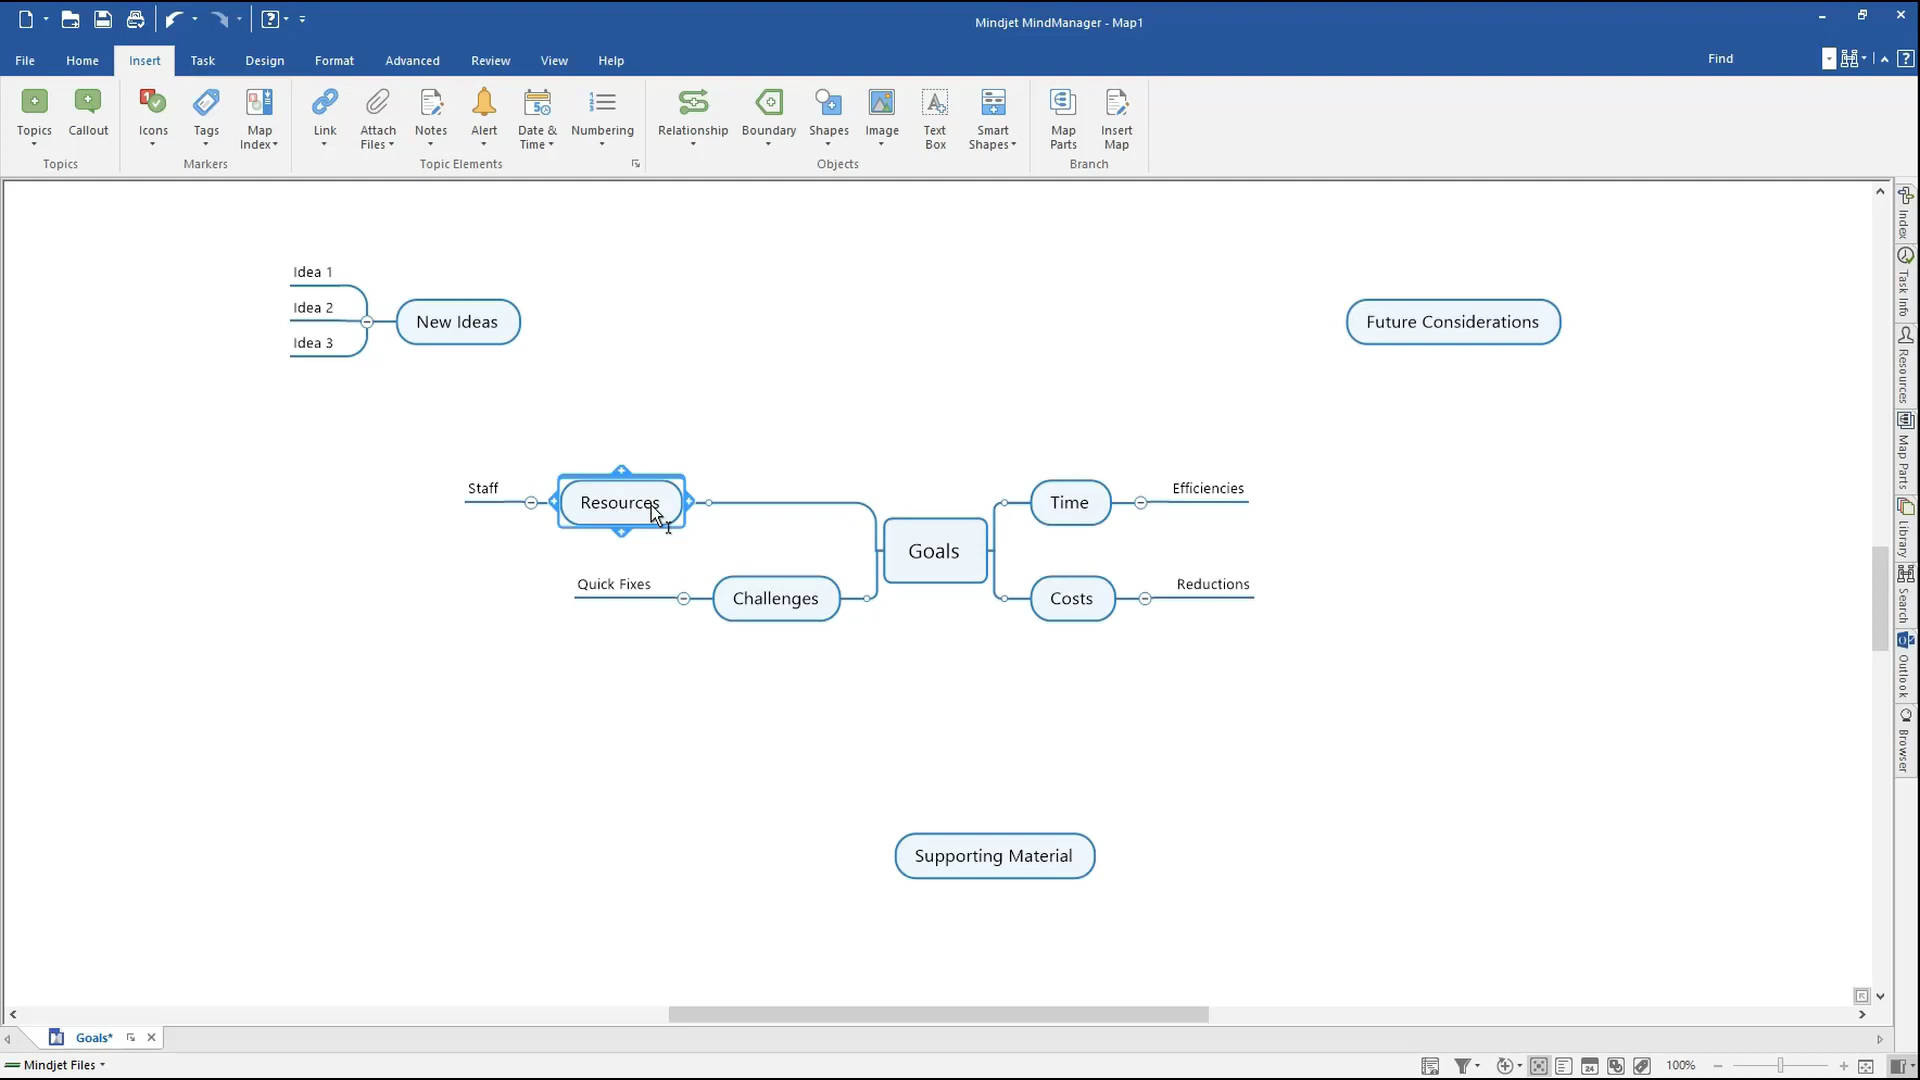 Mindjet MindManager - Map1
File Home Insert Task Design Format Advanced Review View Help Find
Topics Callout Icons Tags Map Index Link Attach Files Notes Alert Date & Time Numbering Relationship Boundary Shapes Image Text Box Smart Shapes Map Parts Insert Map
Topics Markers Topic Elements Objects Branch
Idea 1
Idea 2
Idea 3
New Ideas
Future Considerations
Staff
Resources
Quick Fixes
Challenges
Goals
Time
Efficiencies
Costs
Reductions
Supporting Material
Index
Task Info
Resources
Map Parts
Library
Search
Outlook
Browser
Goals*
Mindjet Files
100%